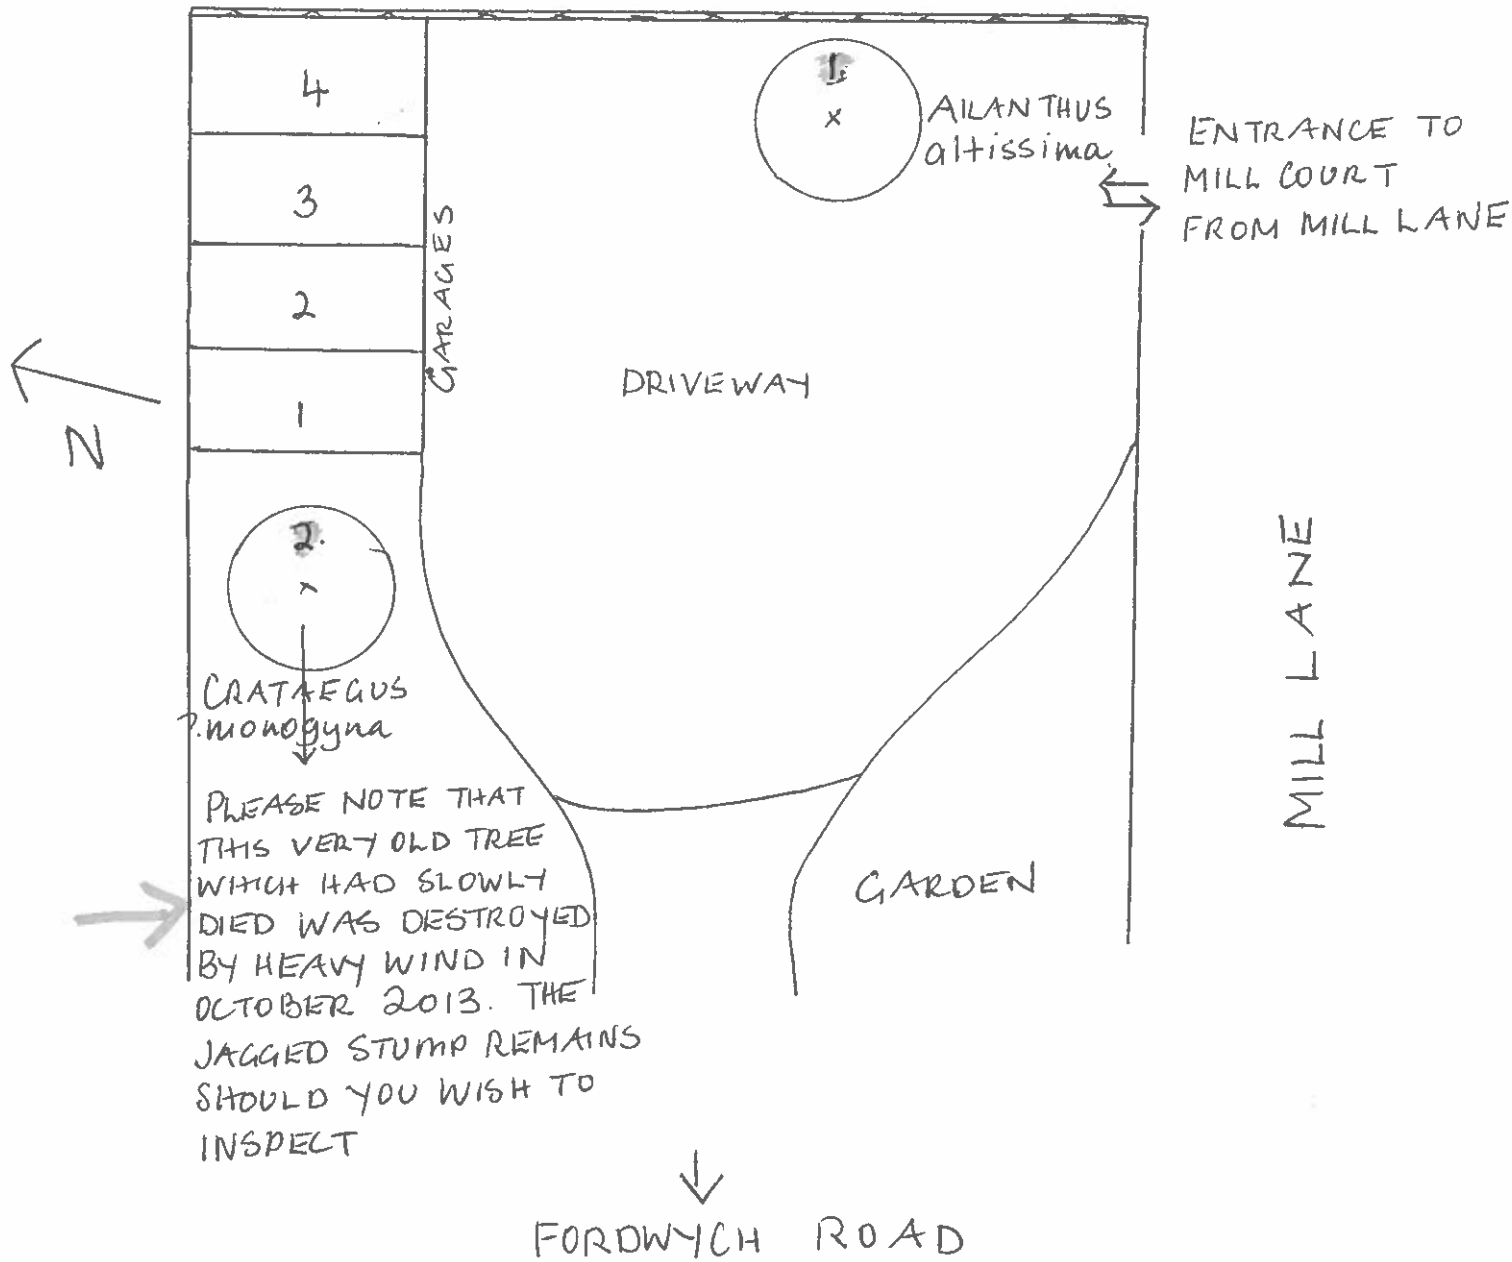 4
1.
AILANTHUS
altissima
ENTRANCE TO
MILL COURT
FROM MILL LANE
3
GARAGES
2
DRIVEWAY
1
N
2.
MILL LANE
CRATAEGUS
? monogyna
PLEASE NOTE THAT
THIS VERY OLD TREE
WHICH HAD SLOWLY
DIED WAS DESTROYED
BY HEAVY WIND IN
OCTOBER 2013. THE
JAGGED STUMP REMAINS
SHOULD YOU WISH TO
INSPECT
GARDEN
FORDWYCH ROAD